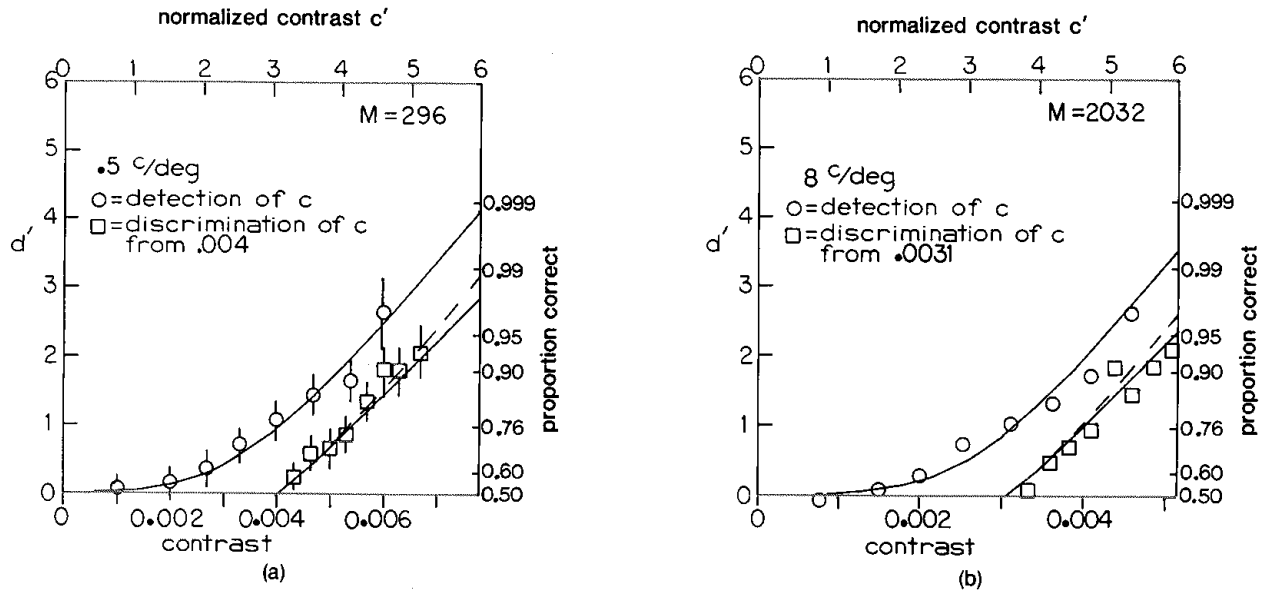 normalized contrast c'
0 1 2 3 4 5 6
6
M=296
5
.5 c/deg
○=detection of c
□=discrimination of c
from .004
4
0.999
d'
3
0.99
2
0.95
0.90
1
0.76
0.60
0
0.50
proportion correct
0 0.002 0.004 0.006
contrast
(a)
normalized contrast c'
0 1 2 3 4 5 6
6
M=2032
5
8 c/deg
○=detection of c
□=discrimination of c
from .0031
4
0.999
d'
3
0.99
0.95
2
0.90
1
0.76
0.60
0
0.50
proportion correct
0 0.002 0.004
contrast
(b)